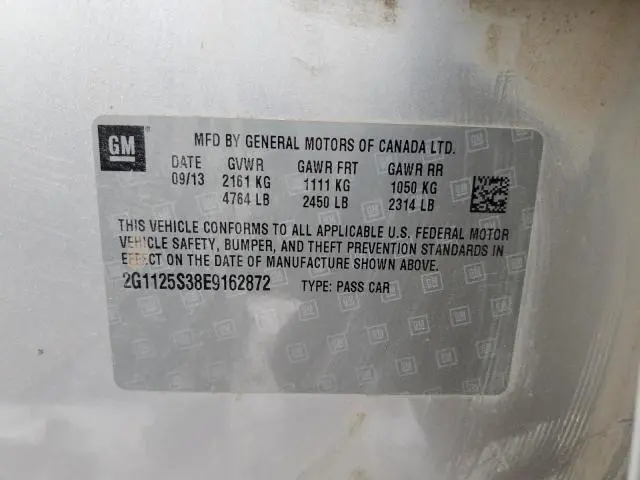 GM
MFD BY GENERAL MOTORS OF CANADA LTD.
DATE GVWR GAWR FRT GAWR RR
09/13 2161 KG 1111 KG 1050 KG
4764 LB 2450 LB 2314 LB
THIS VEHICLE CONFORMS TO ALL APPLICABLE U.S. FEDERAL MOTOR
VEHICLE SAFETY, BUMPER, AND THEFT PREVENTION STANDARDS IN
EFFECT ON THE DATE OF MANUFACTURE SHOWN ABOVE.
2G1125S38E9162872 TYPE: PASS CAR